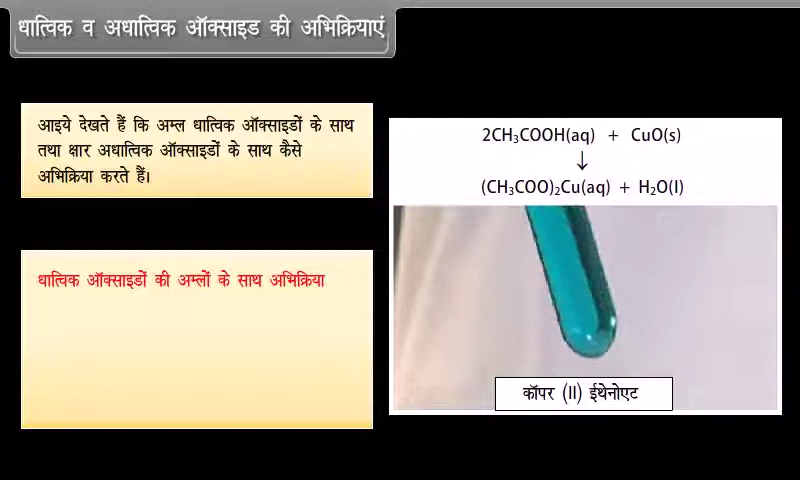 धात्विक व अधात्विक ऑक्साइड की अभिक्रियाएं
आइये देखते हैं कि अम्ल धात्विक ऑक्साइडों के साथ
तथा क्षार अधात्विक ऑक्साइडों के साथ कैसे
अभिक्रिया करते हैं।
धात्विक ऑक्साइडों की अम्लों के साथ अभिक्रिया
2CH₃COOH(aq) + CuO(s)
↓
(CH₃COO)₂Cu(aq) + H₂O(l)
कॉपर (II) ईथेनोएट